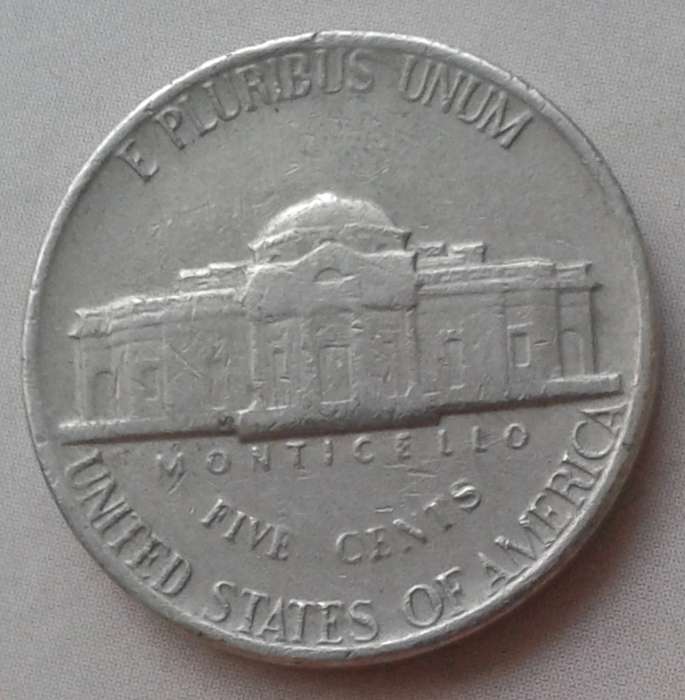 E PLURIBUS UNUM
MONTICELLO
FIVE CENTS
UNITED STATES OF AMERICA